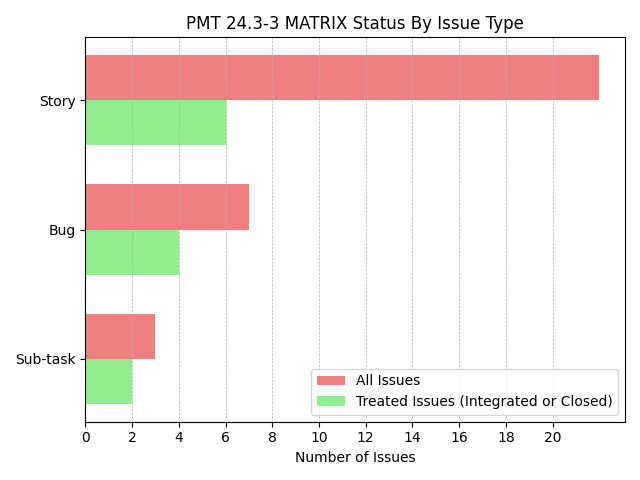 PMT 24.3-3 MATRIX Status By Issue Type
Story
Bug
Sub-task
All Issues
Treated Issues (Integrated or Closed)
0 2 4 6 8 10 12 14 16 18 20
Number of Issues